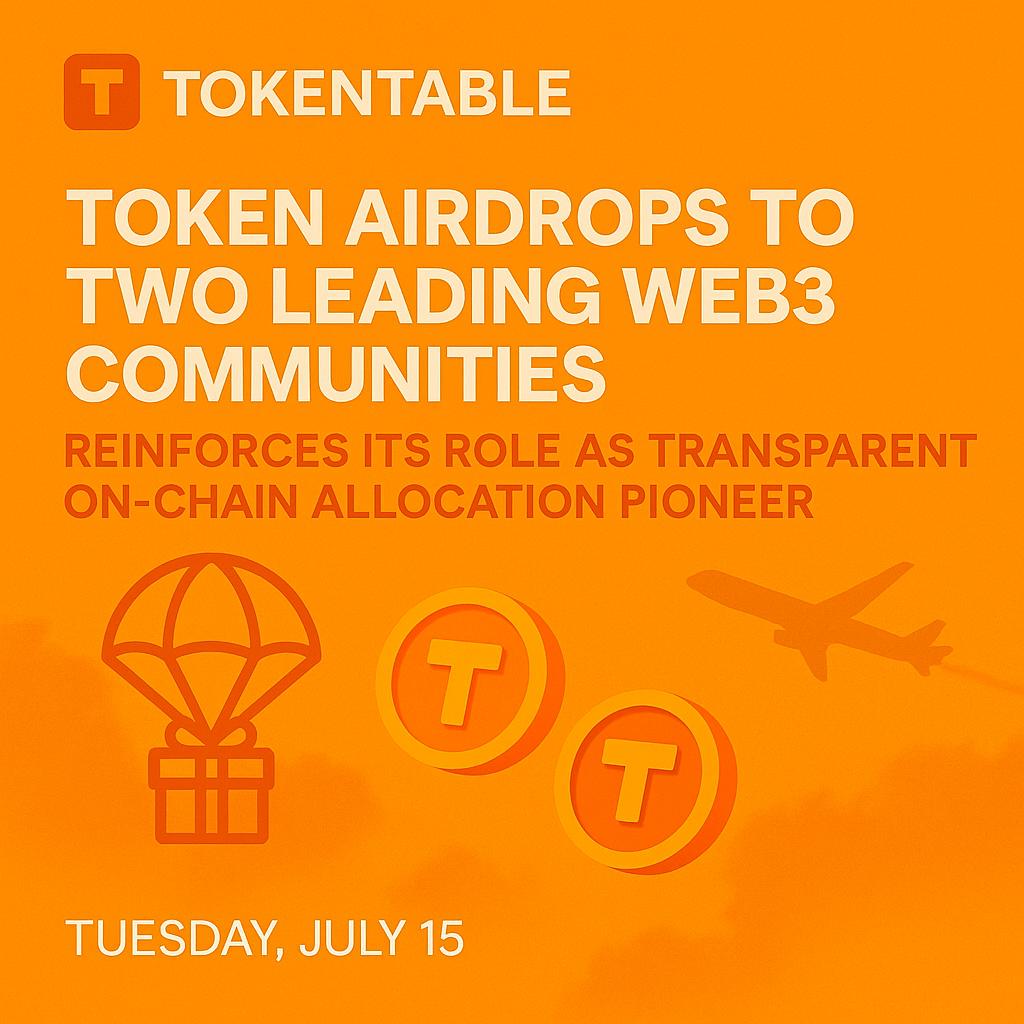 T TOKENTABLE
TOKEN AIRDROPS TO
TWO LEADING WEB3
COMMUNITIES
REINFORCES ITS ROLE AS TRANSPARENT
ON-CHAIN ALLOCATION PIONEER
T
T
TUESDAY, JULY 15